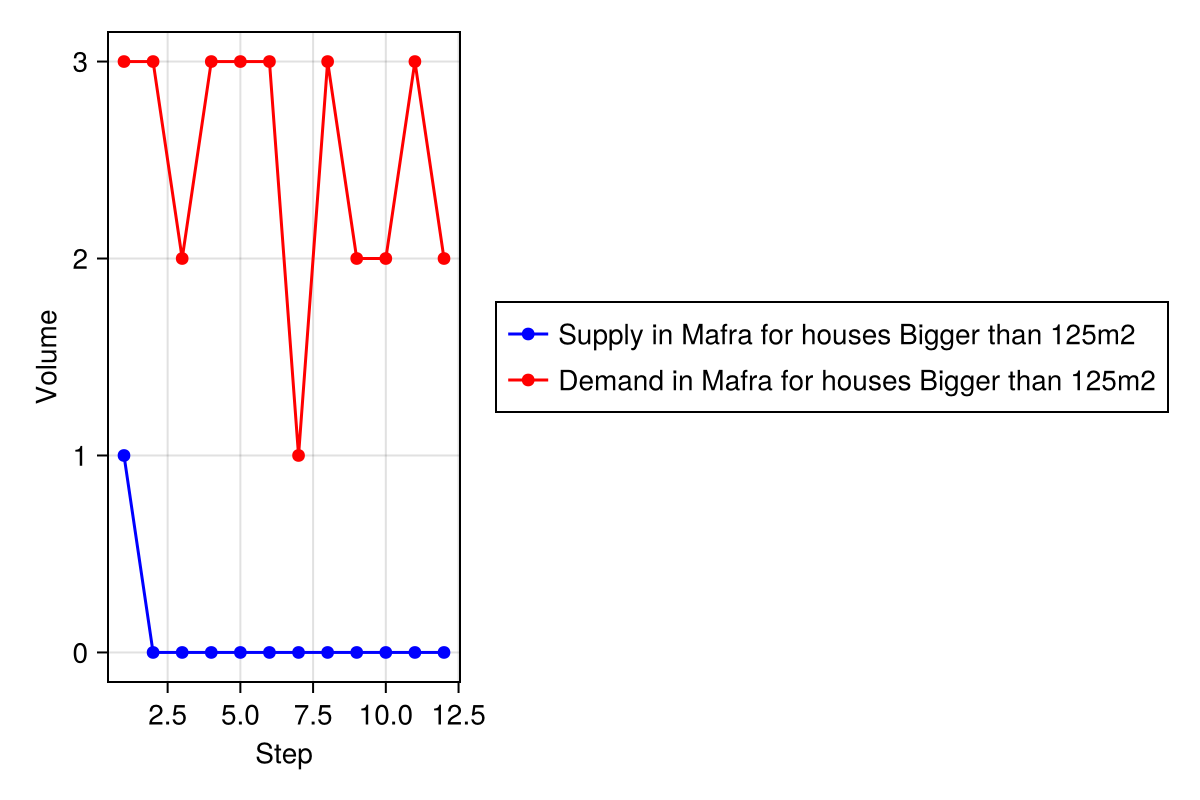 3
2
1
0
Volume
2.5 5.0 7.5 10.0 12.5
Step
Supply in Mafra for houses Bigger than 125m2
Demand in Mafra for houses Bigger than 125m2